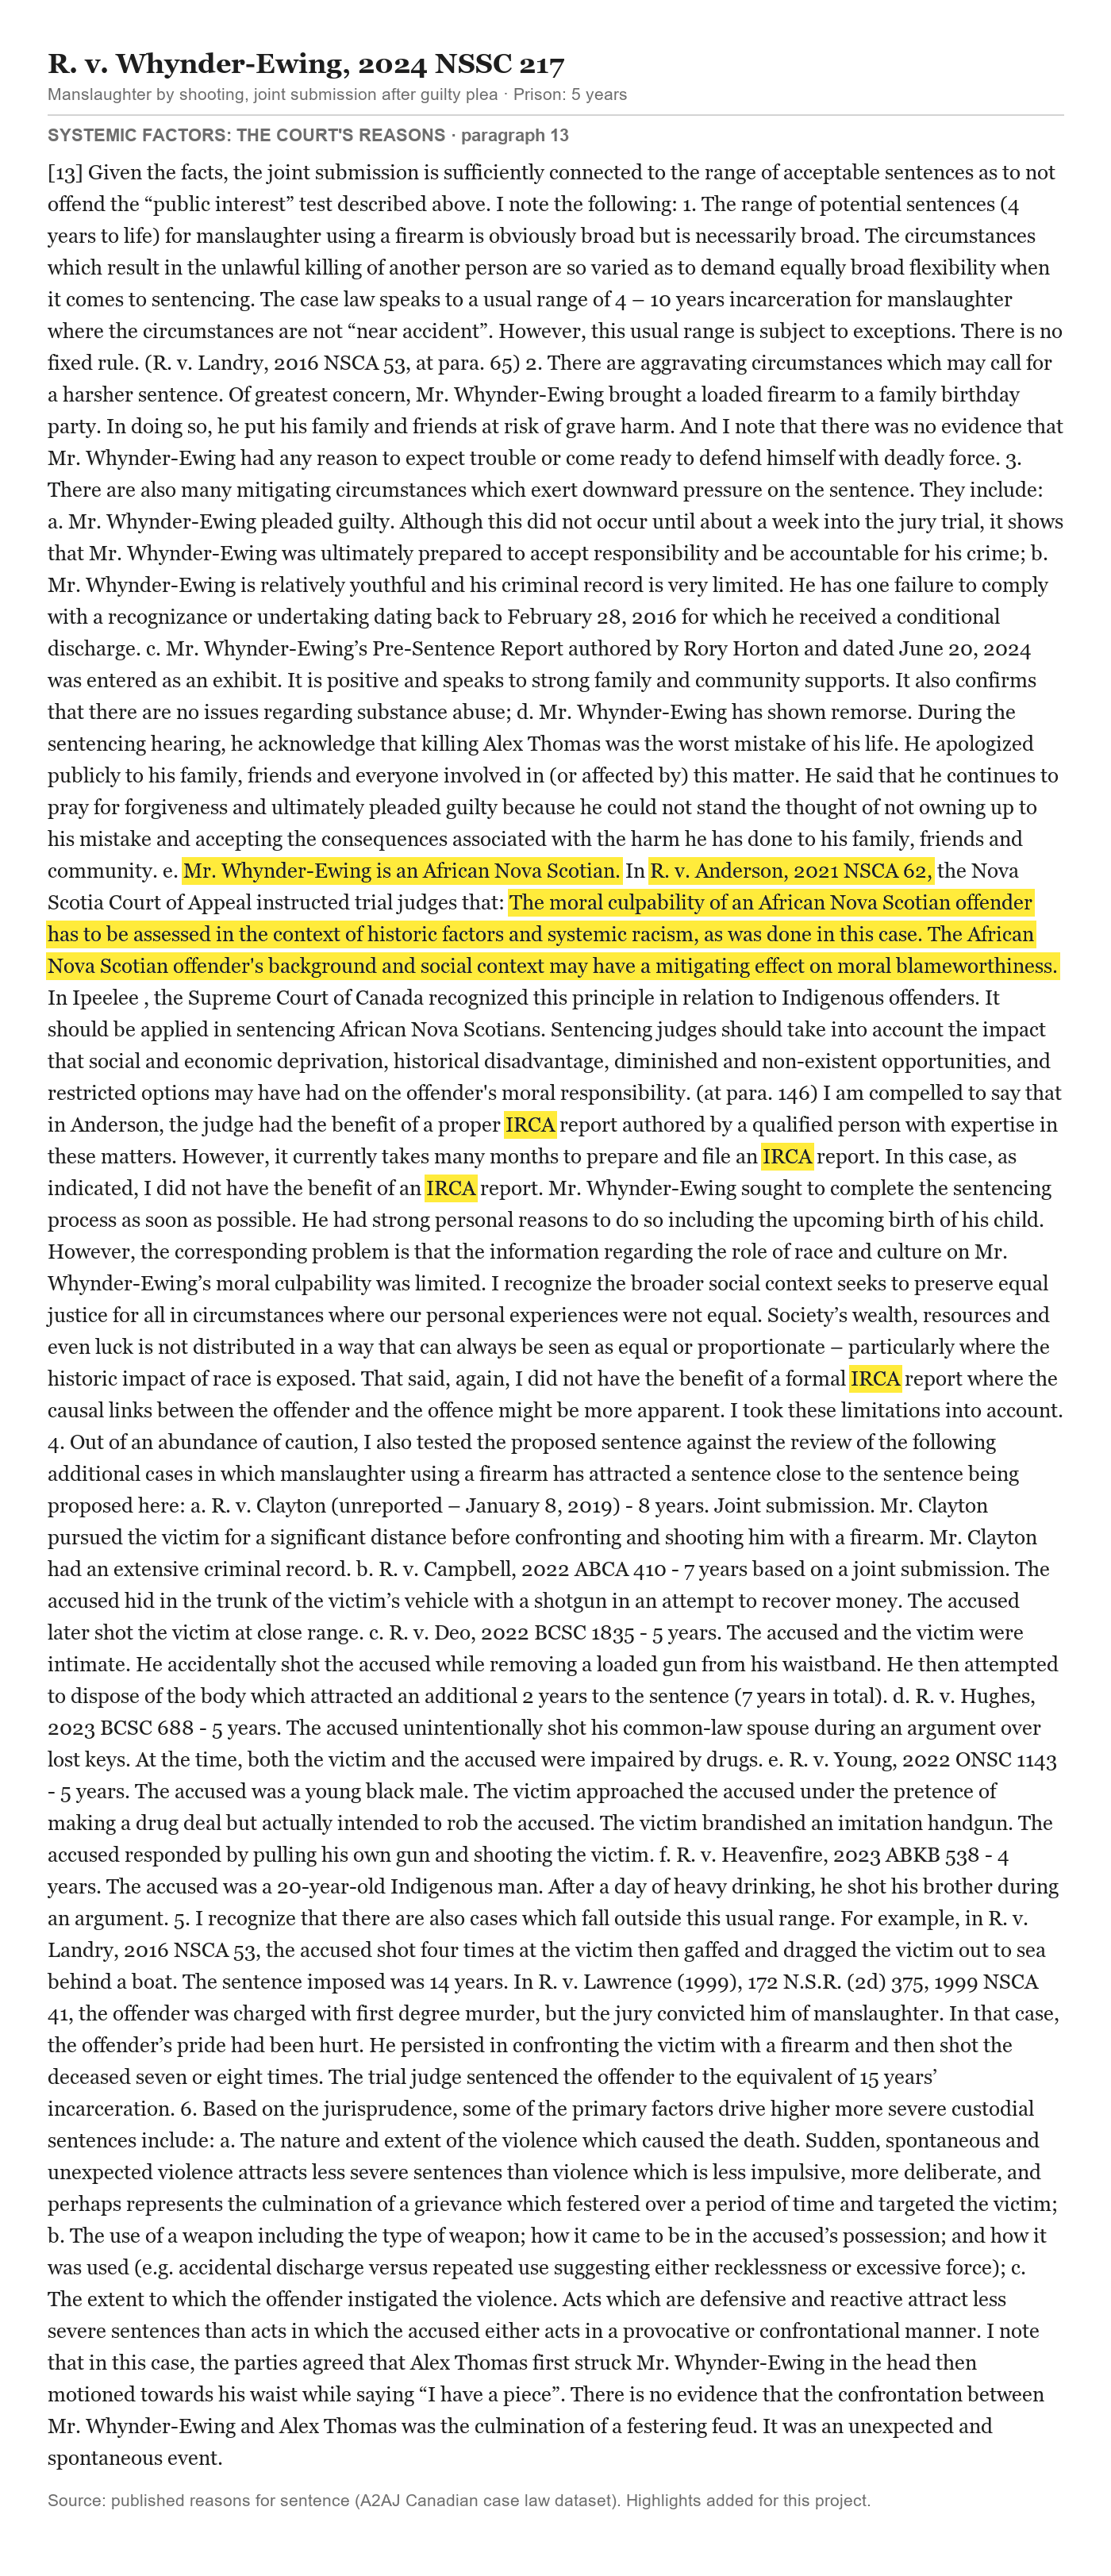 R. v. Whynder-Ewing, 2024 NSSC 217
Manslaughter by shooting, joint submission after guilty plea · Prison: 5 years
SYSTEMIC FACTORS: THE COURT'S REASONS · paragraph 13
[13] Given the facts, the joint submission is sufficiently connected to the range of acceptable sentences as to not
offend the “public interest” test described above. I note the following: 1. The range of potential sentences (4
years to life) for manslaughter using a firearm is obviously broad but is necessarily broad. The circumstances
which result in the unlawful killing of another person are so varied as to demand equally broad flexibility when
it comes to sentencing. The case law speaks to a usual range of 4 – 10 years incarceration for manslaughter
where the circumstances are not “near accident”. However, this usual range is subject to exceptions. There is no
fixed rule. (R. v. Landry, 2016 NSCA 53, at para. 65) 2. There are aggravating circumstances which may call for
a harsher sentence. Of greatest concern, Mr. Whynder-Ewing brought a loaded firearm to a family birthday
party. In doing so, he put his family and friends at risk of grave harm. And I note that there was no evidence that
Mr. Whynder-Ewing had any reason to expect trouble or come ready to defend himself with deadly force. 3.
There are also many mitigating circumstances which exert downward pressure on the sentence. They include:
a. Mr. Whynder-Ewing pleaded guilty. Although this did not occur until about a week into the jury trial, it shows
that Mr. Whynder-Ewing was ultimately prepared to accept responsibility and be accountable for his crime; b.
Mr. Whynder-Ewing is relatively youthful and his criminal record is very limited. He has one failure to comply
with a recognizance or undertaking dating back to February 28, 2016 for which he received a conditional
discharge. c. Mr. Whynder-Ewing’s Pre-Sentence Report authored by Rory Horton and dated June 20, 2024
was entered as an exhibit. It is positive and speaks to strong family and community supports. It also confirms
that there are no issues regarding substance abuse; d. Mr. Whynder-Ewing has shown remorse. During the
sentencing hearing, he acknowledge that killing Alex Thomas was the worst mistake of his life. He apologized
publicly to his family, friends and everyone involved in (or affected by) this matter. He said that he continues to
pray for forgiveness and ultimately pleaded guilty because he could not stand the thought of not owning up to
his mistake and accepting the consequences associated with the harm he has done to his family, friends and
community. e. Mr. Whynder-Ewing is an African Nova Scotian. In R. v. Anderson, 2021 NSCA 62, the Nova
Scotia Court of Appeal instructed trial judges that: The moral culpability of an African Nova Scotian offender
has to be assessed in the context of historic factors and systemic racism, as was done in this case. The African
Nova Scotian offender's background and social context may have a mitigating effect on moral blameworthiness.
In Ipeelee , the Supreme Court of Canada recognized this principle in relation to Indigenous offenders. It
should be applied in sentencing African Nova Scotians. Sentencing judges should take into account the impact
that social and economic deprivation, historical disadvantage, diminished and non-existent opportunities, and
restricted options may have had on the offender's moral responsibility. (at para. 146) I am compelled to say that
in Anderson, the judge had the benefit of a proper IRCA report authored by a qualified person with expertise in
these matters. However, it currently takes many months to prepare and file an IRCA report. In this case, as
indicated, I did not have the benefit of an IRCA report. Mr. Whynder-Ewing sought to complete the sentencing
process as soon as possible. He had strong personal reasons to do so including the upcoming birth of his child.
However, the corresponding problem is that the information regarding the role of race and culture on Mr.
Whynder-Ewing’s moral culpability was limited. I recognize the broader social context seeks to preserve equal
justice for all in circumstances where our personal experiences were not equal. Society’s wealth, resources and
even luck is not distributed in a way that can always be seen as equal or proportionate – particularly where the
historic impact of race is exposed. That said, again, I did not have the benefit of a formal IRCA report where the
causal links between the offender and the offence might be more apparent. I took these limitations into account.
4. Out of an abundance of caution, I also tested the proposed sentence against the review of the following
additional cases in which manslaughter using a firearm has attracted a sentence close to the sentence being
proposed here: a. R. v. Clayton (unreported – January 8, 2019) - 8 years. Joint submission. Mr. Clayton
pursued the victim for a significant distance before confronting and shooting him with a firearm. Mr. Clayton
had an extensive criminal record. b. R. v. Campbell, 2022 ABCA 410 - 7 years based on a joint submission. The
accused hid in the trunk of the victim’s vehicle with a shotgun in an attempt to recover money. The accused
later shot the victim at close range. c. R. v. Deo, 2022 BCSC 1835 - 5 years. The accused and the victim were
intimate. He accidentally shot the accused while removing a loaded gun from his waistband. He then attempted
to dispose of the body which attracted an additional 2 years to the sentence (7 years in total). d. R. v. Hughes,
2023 BCSC 688 - 5 years. The accused unintentionally shot his common-law spouse during an argument over
lost keys. At the time, both the victim and the accused were impaired by drugs. e. R. v. Young, 2022 ONSC 1143
- 5 years. The accused was a young black male. The victim approached the accused under the pretence of
making a drug deal but actually intended to rob the accused. The victim brandished an imitation handgun. The
accused responded by pulling his own gun and shooting the victim. f. R. v. Heavenfire, 2023 ABKB 538 - 4
years. The accused was a 20-year-old Indigenous man. After a day of heavy drinking, he shot his brother during
an argument. 5. I recognize that there are also cases which fall outside this usual range. For example, in R. v.
Landry, 2016 NSCA 53, the accused shot four times at the victim then gaffed and dragged the victim out to sea
behind a boat. The sentence imposed was 14 years. In R. v. Lawrence (1999), 172 N.S.R. (2d) 375, 1999 NSCA
41, the offender was charged with first degree murder, but the jury convicted him of manslaughter. In that case,
the offender’s pride had been hurt. He persisted in confronting the victim with a firearm and then shot the
deceased seven or eight times. The trial judge sentenced the offender to the equivalent of 15 years’
incarceration. 6. Based on the jurisprudence, some of the primary factors drive higher more severe custodial
sentences include: a. The nature and extent of the violence which caused the death. Sudden, spontaneous and
unexpected violence attracts less severe sentences than violence which is less impulsive, more deliberate, and
perhaps represents the culmination of a grievance which festered over a period of time and targeted the victim;
b. The use of a weapon including the type of weapon; how it came to be in the accused’s possession; and how it
was used (e.g. accidental discharge versus repeated use suggesting either recklessness or excessive force); c.
The extent to which the offender instigated the violence. Acts which are defensive and reactive attract less
severe sentences than acts in which the accused either acts in a provocative or confrontational manner. I note
that in this case, the parties agreed that Alex Thomas first struck Mr. Whynder-Ewing in the head then
motioned towards his waist while saying “I have a piece”. There is no evidence that the confrontation between
Mr. Whynder-Ewing and Alex Thomas was the culmination of a festering feud. It was an unexpected and
spontaneous event.
Source: published reasons for sentence (A2AJ Canadian case law dataset). Highlights added for this project.